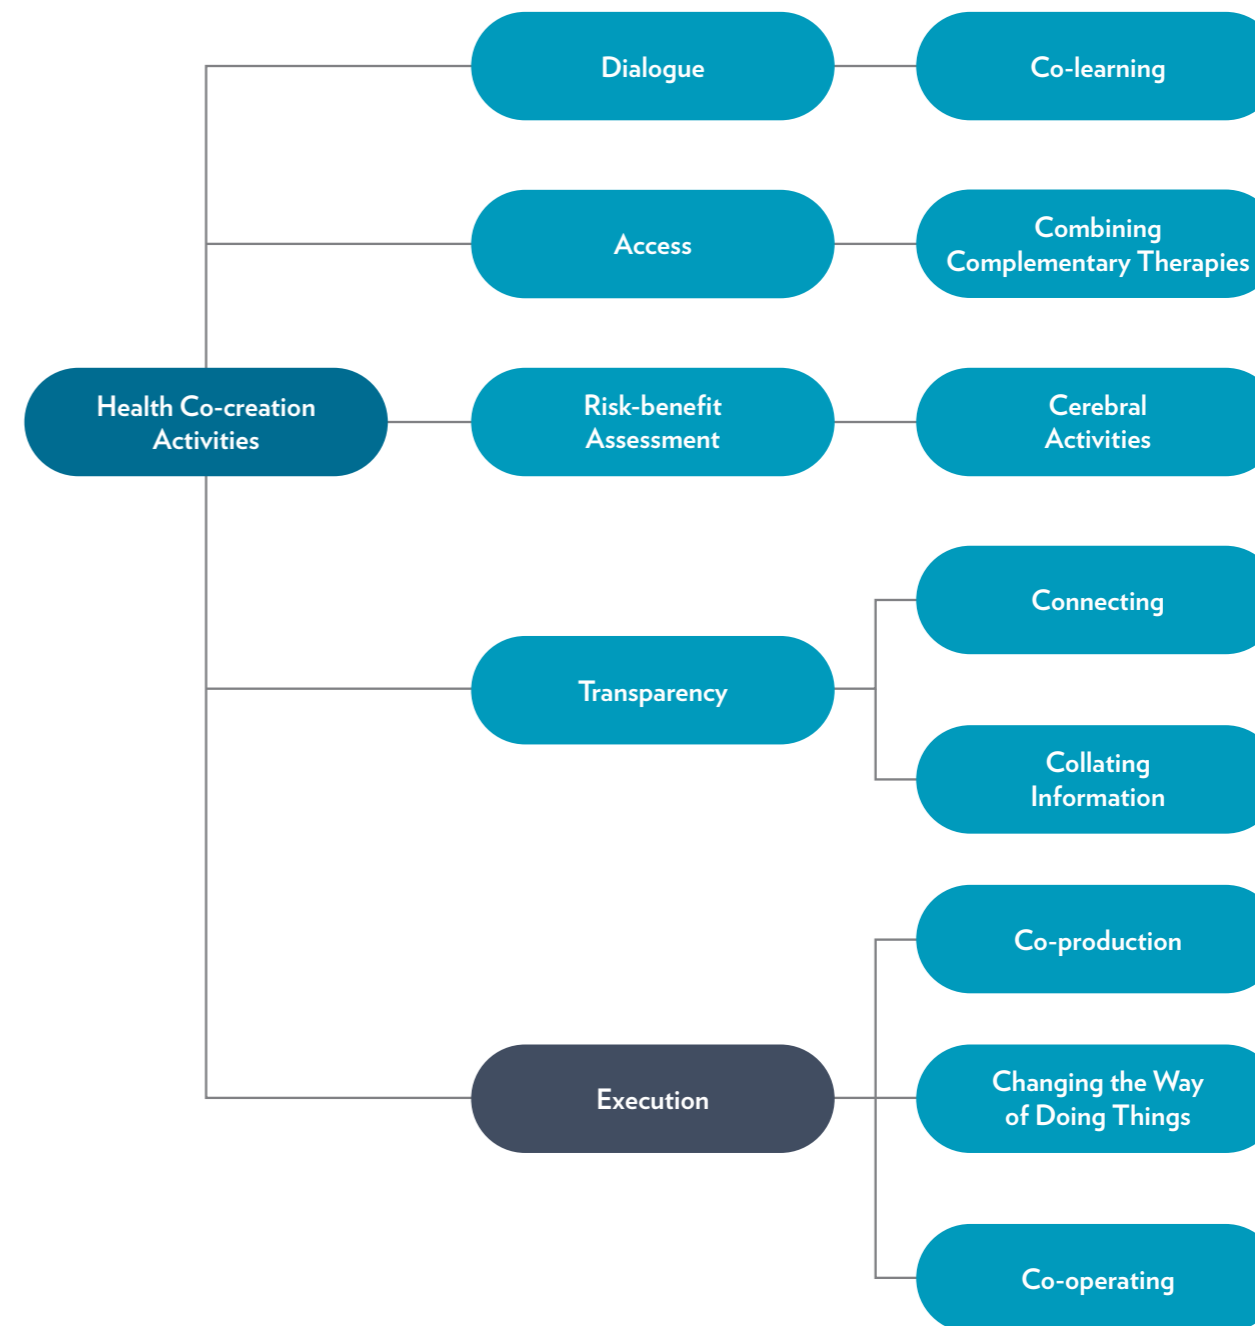 Dialogue
Co-learning
Access
Combining
Complementary Therapies
Health Co-creation
Activities
Risk-benefit
Assessment
Cerebral
Activities
Connecting
Transparency
Collating
Information
Co-production
Execution
Changing the Way
of Doing Things
Co-operating